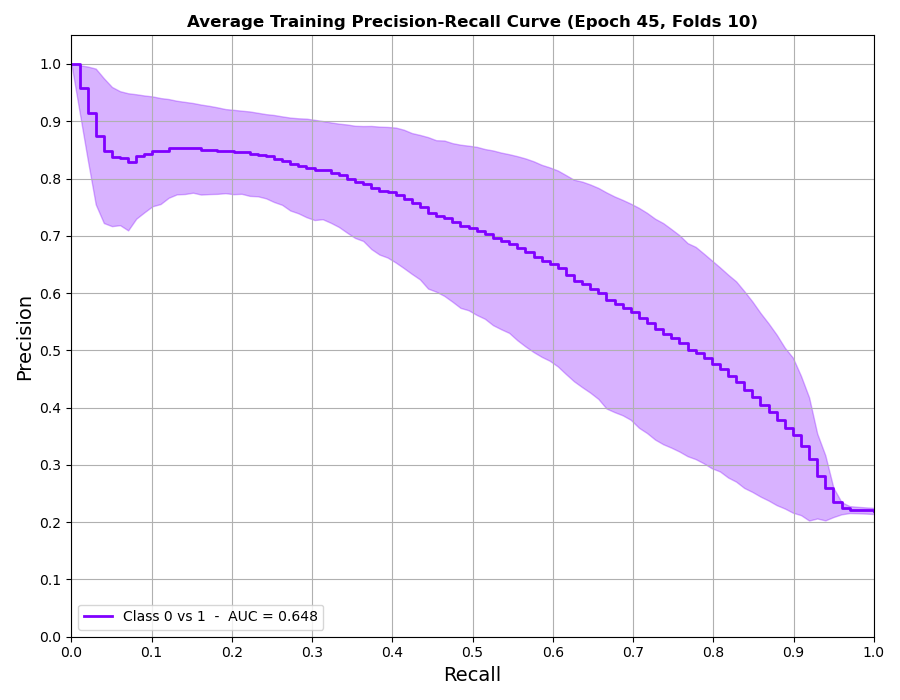 Average Training Precision-Recall Curve (Epoch 45, Folds 10)
Precision
1.0
0.9
0.8
0.7
0.6
0.5
0.4
0.3
0.2
0.1
0.0
Class 0 vs 1 - AUC = 0.648
0.0 0.1 0.2 0.3 0.4 0.5 0.6 0.7 0.8 0.9 1.0
Recall